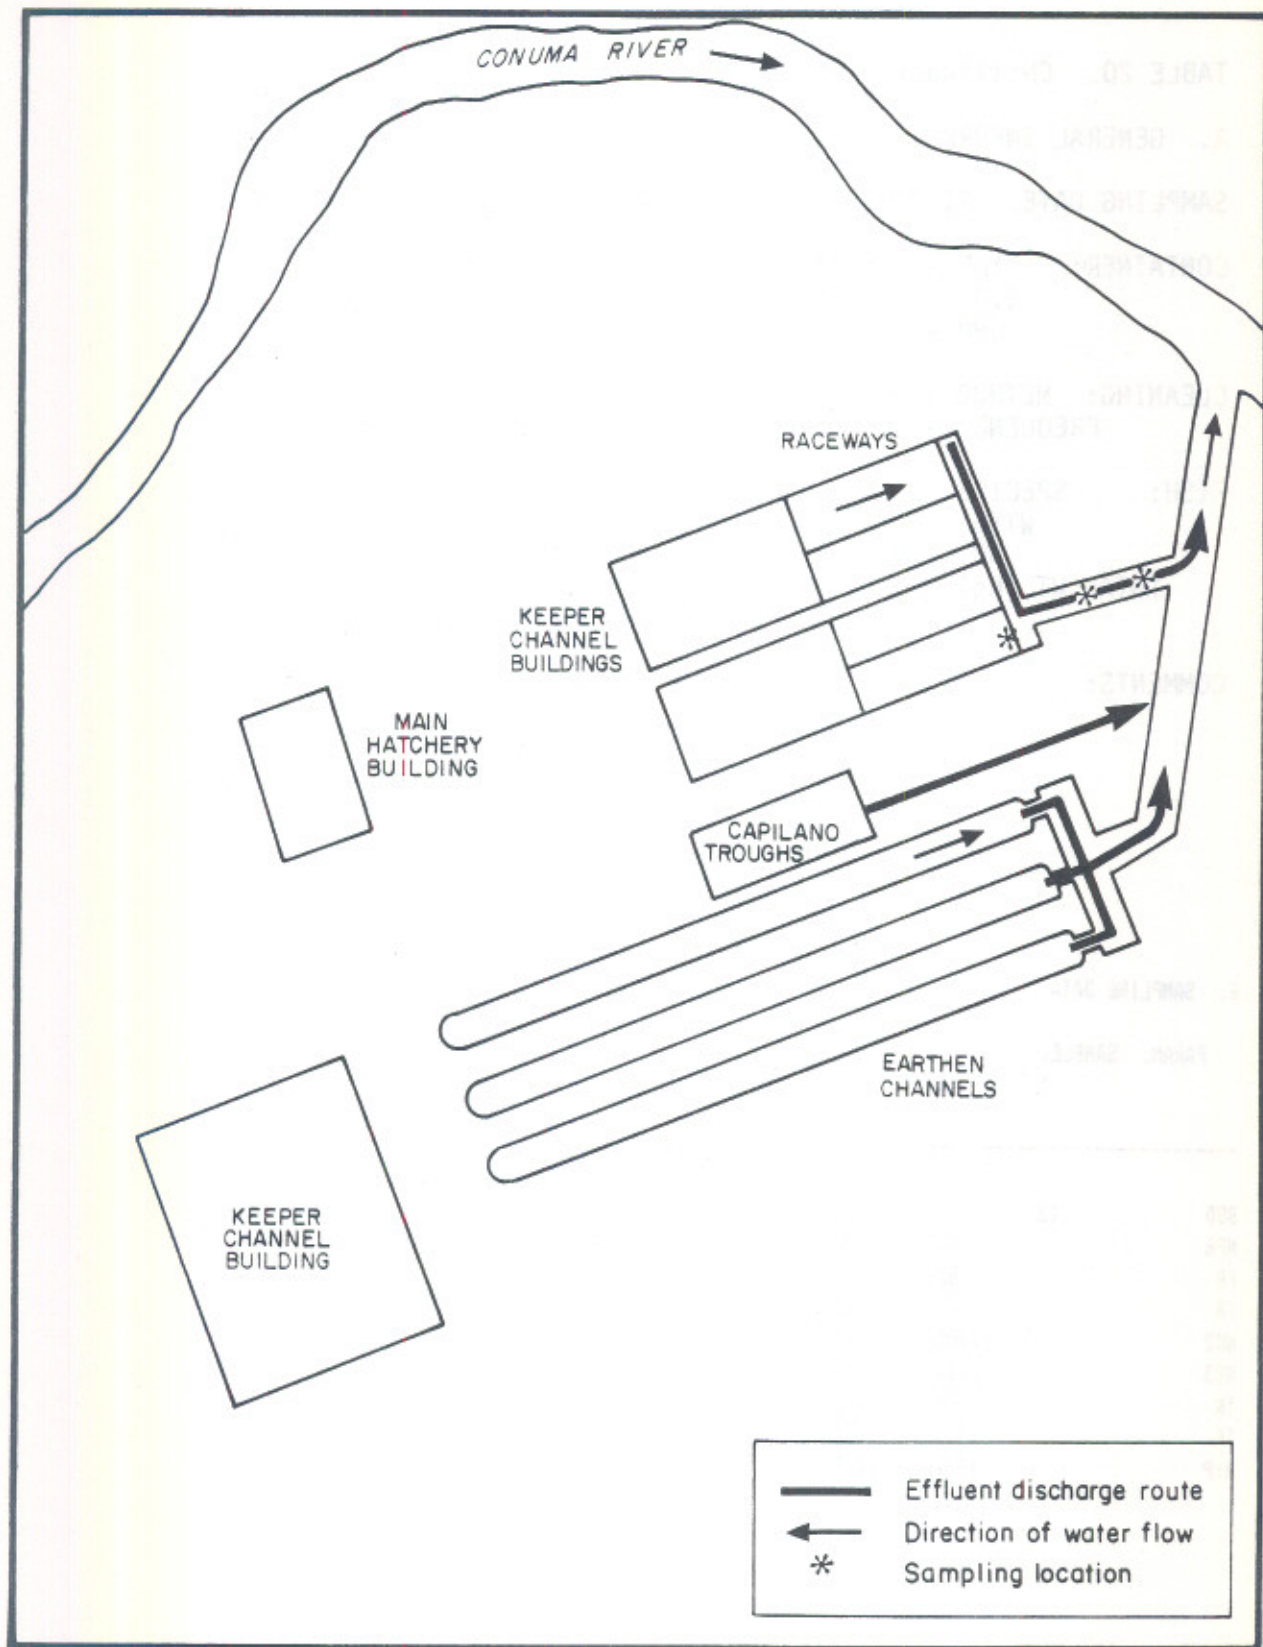 CONUMA RIVER
RACEWAYS
KEEPER
CHANNEL
BUILDINGS
MAIN
HATCHERY
BUILDING
CAPILANO
TROUGHS
EARTHEN
CHANNELS
KEEPER
CHANNEL
BUILDING
Effluent discharge route
Direction of water flow
Sampling location